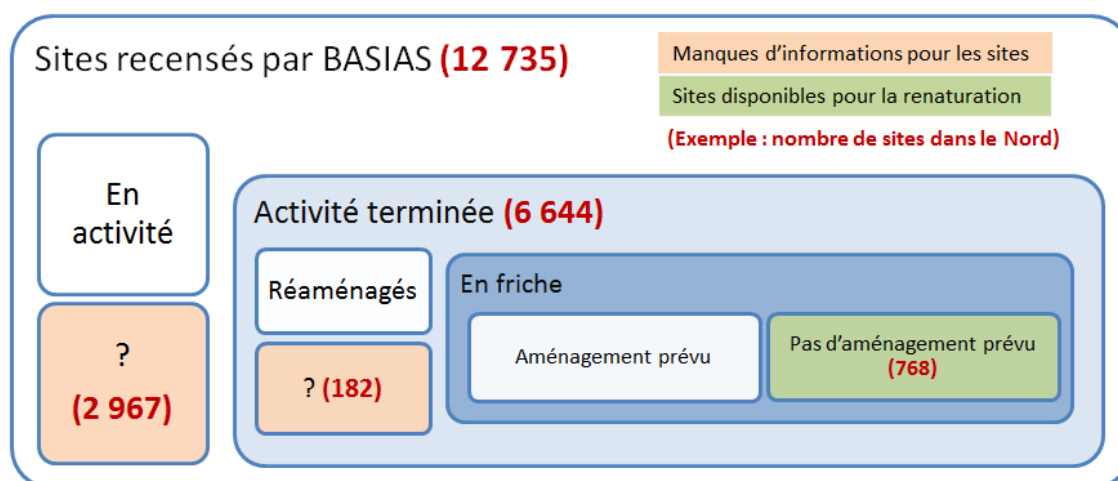 Sites recensés par BASIAS (12 735)
Manques d'informations pour les sites
Sites disponibles pour la renaturation
(Exemple : nombre de sites dans le Nord)
En
activité
?
(2 967)
Activité terminée (6 644)
Réaménagés
? (182)
En friche
Aménagement prévu
Pas d'aménagement prévu
(768)